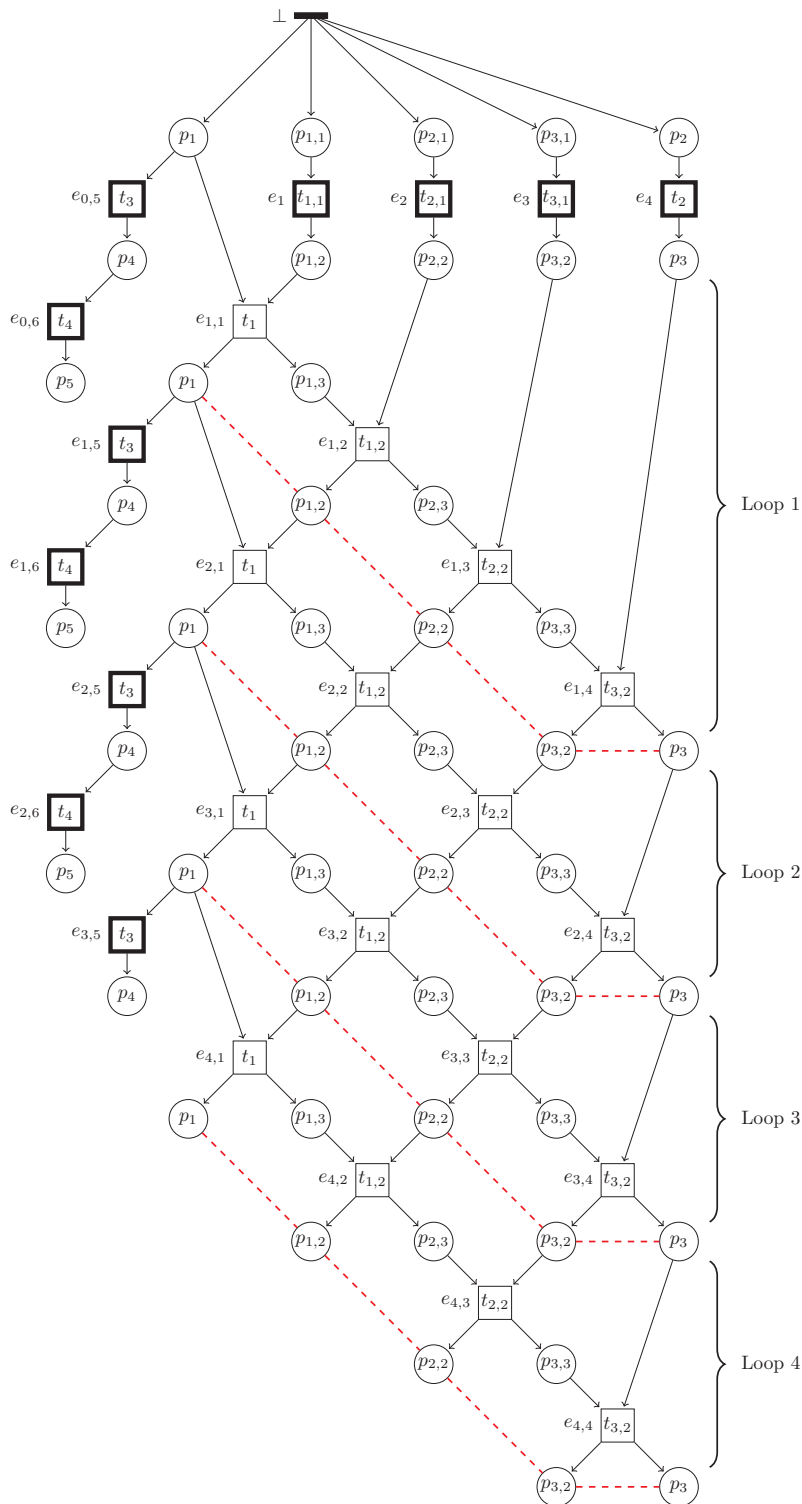 ⊥
p₁ p₁,₁ p₂,₁ p₃,₁ p₂
e₀,₅ t₃ e₁ t₁,₁ e₂ t₂,₁ e₃ t₃,₁ e₄ t₂
p₄ p₁,₂ p₂,₂ p₃,₂ p₃
e₀,₆ t₄ e₁,₁ t₁
p₅ p₁ p₁,₃
e₁,₅ t₃ e₁,₂ t₁,₂
p₄ p₁,₂ p₂,₃ Loop 1
e₁,₆ t₄ e₂,₁ t₁ e₁,₃ t₂,₂
p₅ p₁ p₁,₃ p₂,₂ p₃,₃
e₂,₅ t₃ e₂,₂ t₁,₂ e₁,₄ t₃,₂
p₄ p₁,₂ p₂,₃ p₃,₂ p₃
e₂,₆ t₄ e₃,₁ t₁ e₂,₃ t₂,₂
p₅ p₁ p₁,₃ p₂,₂ p₃,₃ Loop 2
e₃,₅ t₃ e₃,₂ t₁,₂ e₂,₄ t₃,₂
p₄ p₁,₂ p₂,₃ p₃,₂ p₃
e₄,₁ t₁ e₃,₃ t₂,₂
p₁ p₁,₃ p₂,₂ p₃,₃ Loop 3
e₄,₂ t₁,₂ e₃,₄ t₃,₂
p₁,₂ p₂,₃ p₃,₂ p₃
e₄,₃ t₂,₂
p₂,₂ p₃,₃ Loop 4
e₄,₄ t₃,₂
p₃,₂ p₃